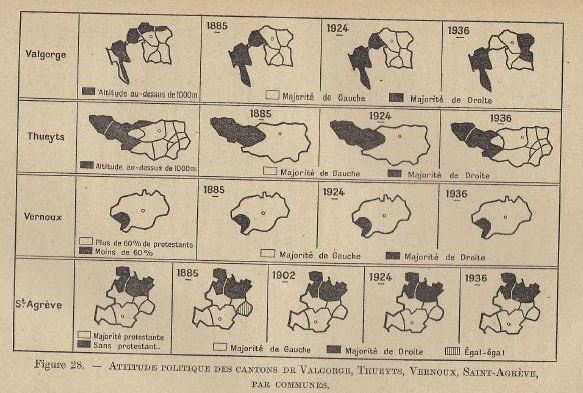 1885 1924 1936
Valgorge
Altitude au-dessus de 1000m.
Majorité de Gauche Majorité de Droite
1885 1924 1936
Thueyts
Altitude au-dessus de 1000m.
Majorité de Gauche Majorité de Droite
1885 1924 1936
Vernoux
Plus de 60% de protestants
Moins de 60%
Majorité de Gauche Majorité de Droite
1885 1902 1924 1936
St Agrève
Majorité protestante
Sans protestant.
Majorité de Gauche Majorité de Droite Égal-égal
Figure 28. — ATTITUDE POLITIQUE DES CANTONS DE VALGORGE, THUEYTS, VERNOUX, SAINT-AGRÈVE,
PAR COMMUNES.